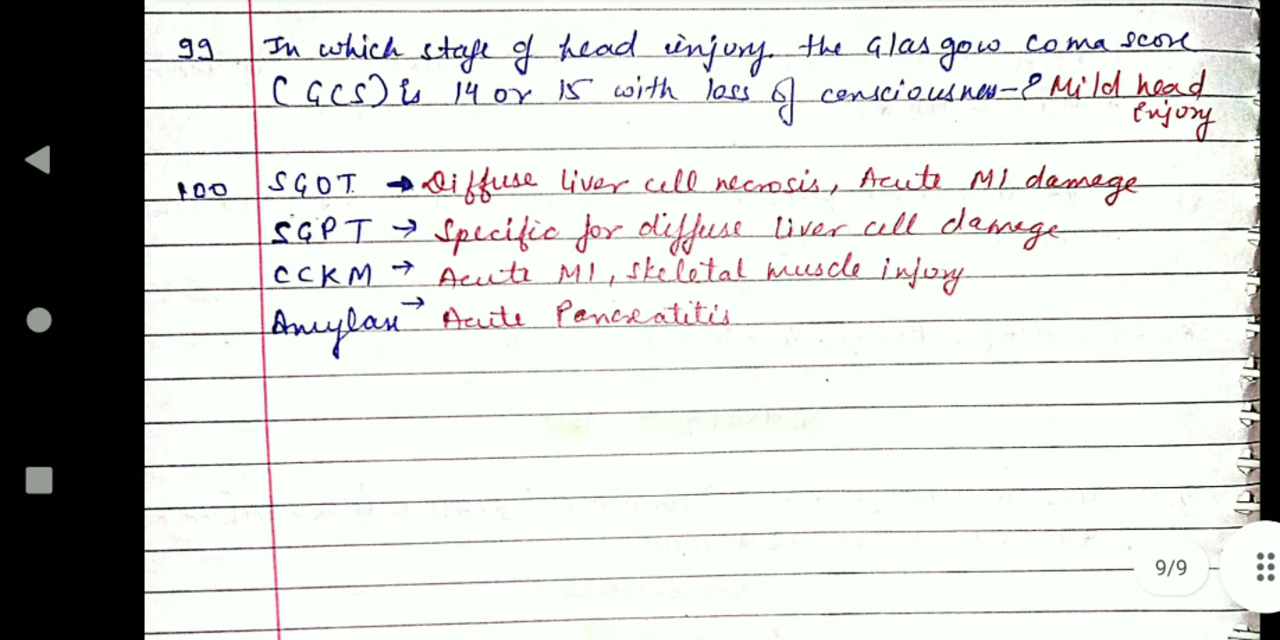 99 In which stage of head injury. the Glasgow coma score
(GCS) is 14 or 15 with loss of consciousness-? Mild head
injury
100 SGOT → Diffuse liver cell necrosis, Acute MI damage
SGPT → Specific for diffuse liver cell damage
CCKM → Acute MI, skeletal muscle injury
Amylase → Acute Pancreatitis
9/9